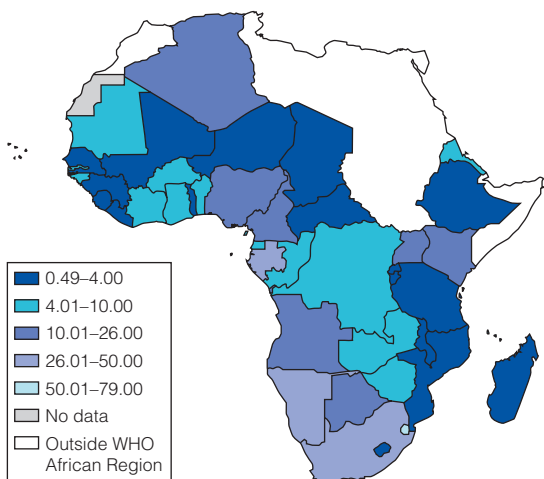 0.49–4.00
4.01–10.00
10.01–26.00
26.01–50.00
50.01–79.00
No data
Outside WHO
African Region